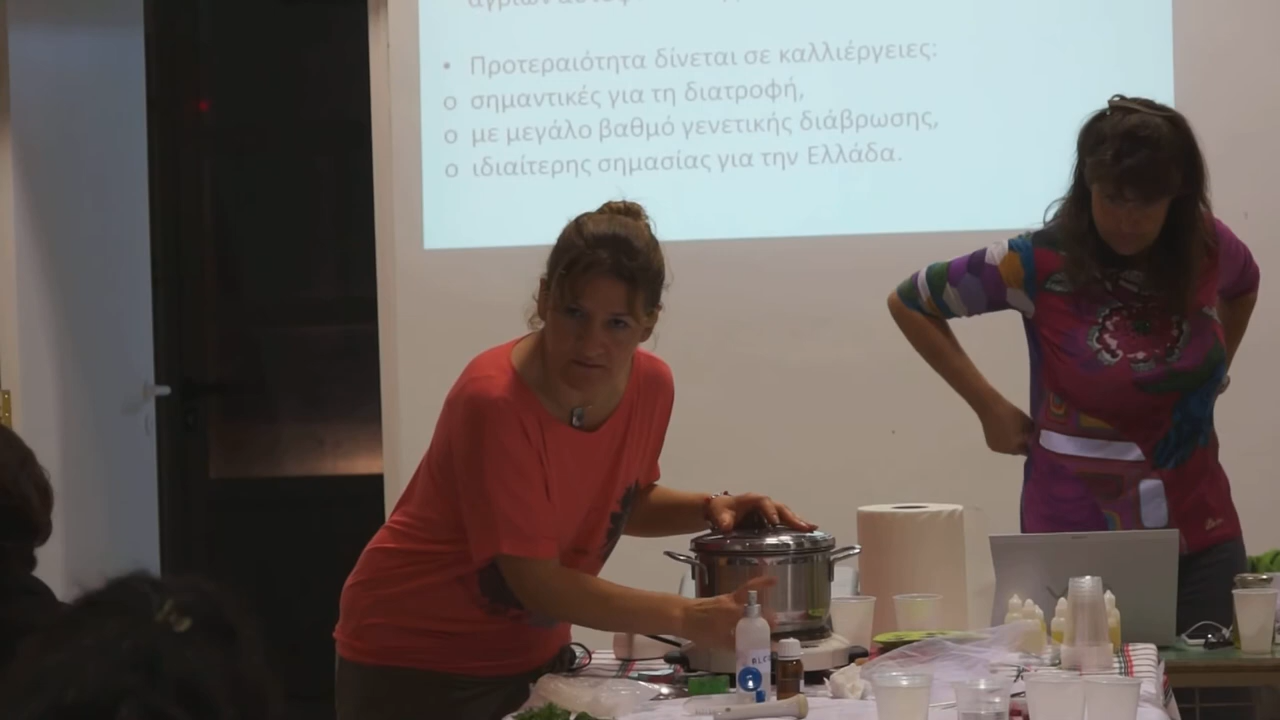 • Προτεραιότητα δίνεται σε καλλιέργειες:
o σημαντικές για τη διατροφή,
o με μεγάλο βαθμό γενετικής διάβρωσης,
o ιδιαίτερης σημασίας για την Ελλάδα.